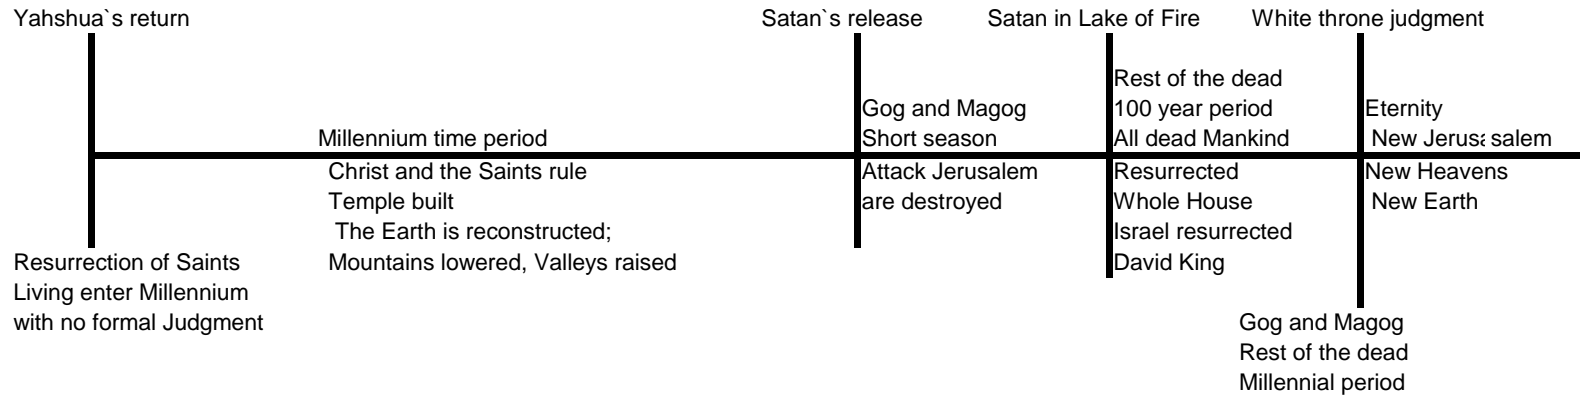 Yahshua`s return
Satan`s release
Satan in Lake of Fire
White throne judgment
Resurrection of Saints
Living enter Millennium
with no formal Judgment
Millennium time period
Christ and the Saints rule
Temple built
The Earth is reconstructed;
Mountains lowered, Valleys raised
Gog and Magog
Short season
Attack Jerusalem
are destroyed
Rest of the dead
100 year period
All dead Mankind
Resurrected
Whole House
Israel resurrected
David King
Eternity
New Jerusalem
New Heavens
New Earth
Gog and Magog
Rest of the dead
Millennial period